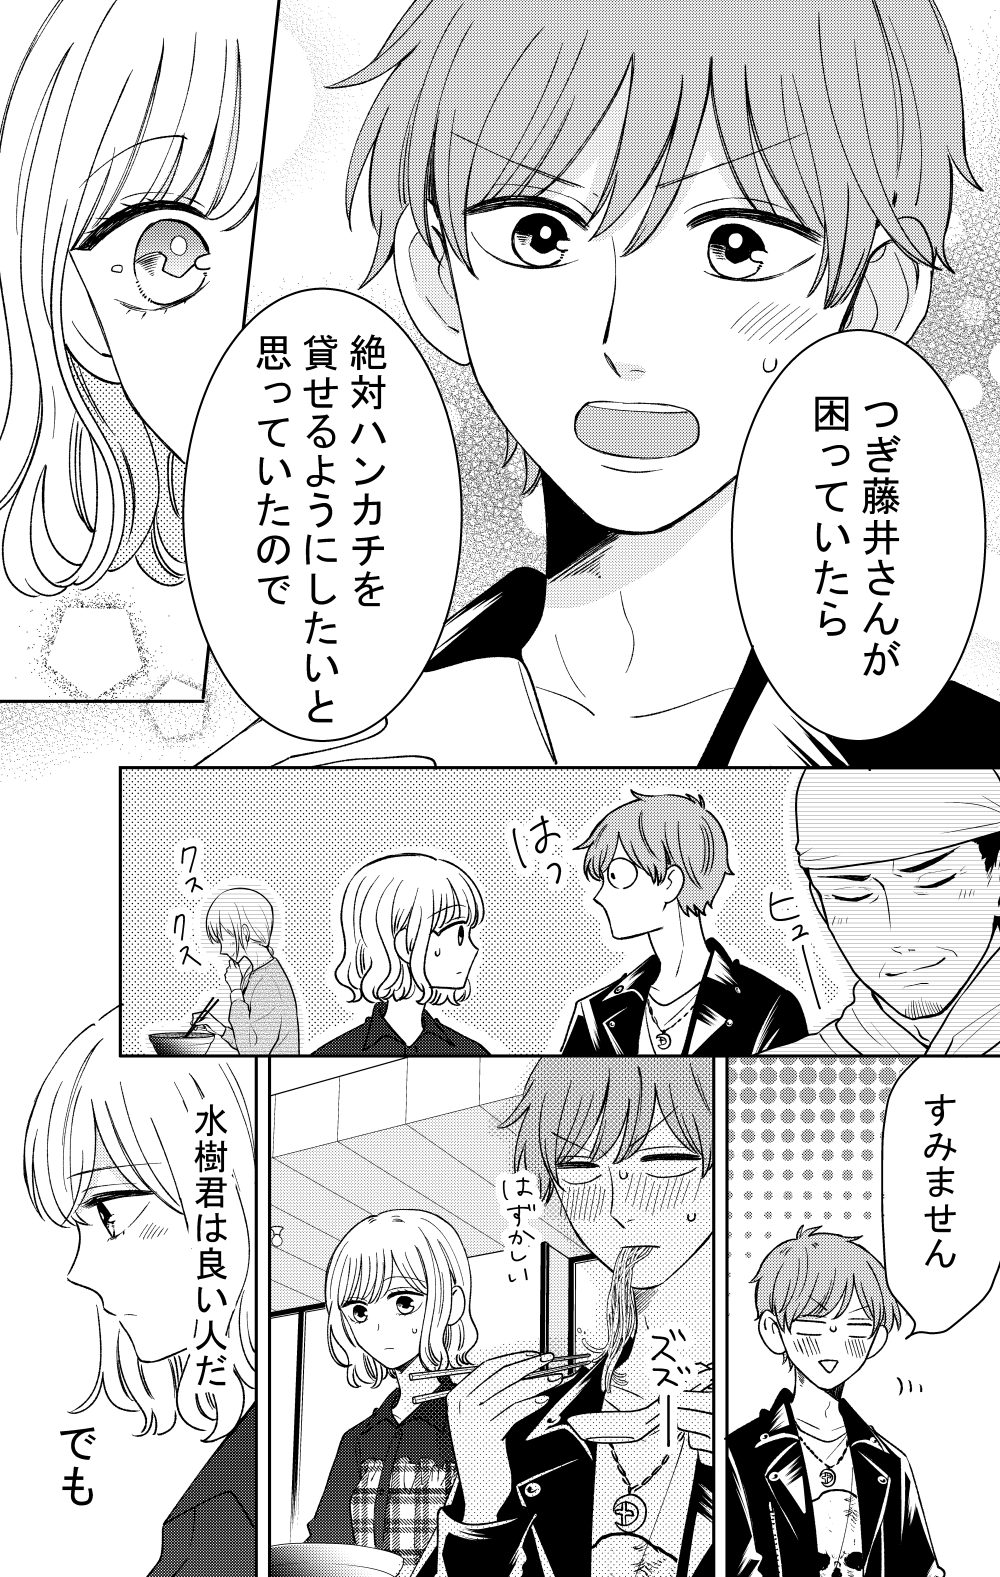 つぎ藤井さんが
困っていたら
絶対ハンカチを
貸せるようにしたいと
思っていたので
ヒュー
はっ
クス
クス
すみません
はずかしい
ズズー
水樹君は良い人だ
でも